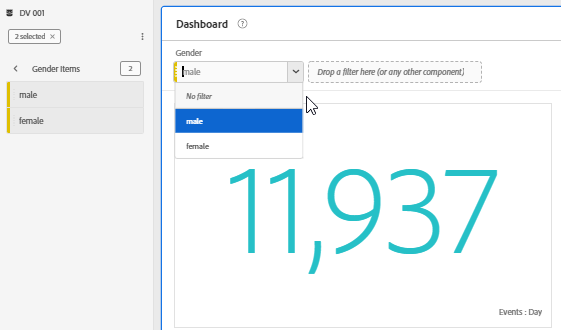 DV 001
2 selected ×
Gender Items
2
male
female
Dashboard ?
Gender
male
Drop a filter here (or any other component)
No filter
male
female
11,937
Events : Day